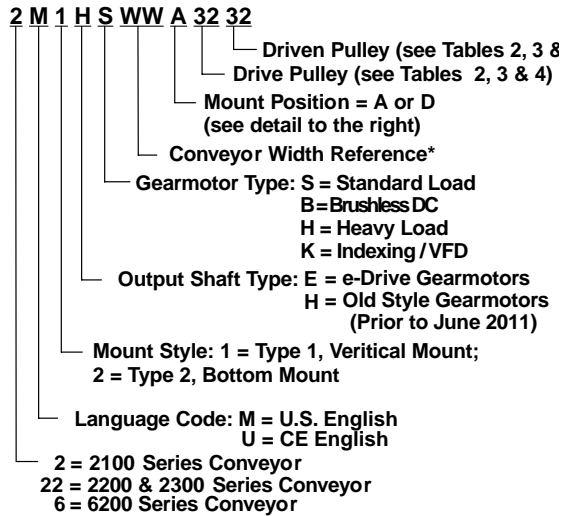 2 M 1 H S WW A 32 32
Driven Pulley (see Tables 2, 3 &
Drive Pulley (see Tables 2, 3 & 4)
Mount Position = A or D
(see detail to the right)
Conveyor Width Reference*
Gearmotor Type: S = Standard Load
B = Brushless DC
H = Heavy Load
K = Indexing / VFD
Output Shaft Type: E = e-Drive Gearmotors
H = Old Style Gearmotors
(Prior to June 2011)
Mount Style: 1 = Type 1, Veritical Mount;
2 = Type 2, Bottom Mount
Language Code: M = U.S. English
U = CE English
2 = 2100 Series Conveyor
22 = 2200 & 2300 Series Conveyor
6 = 6200 Series Conveyor